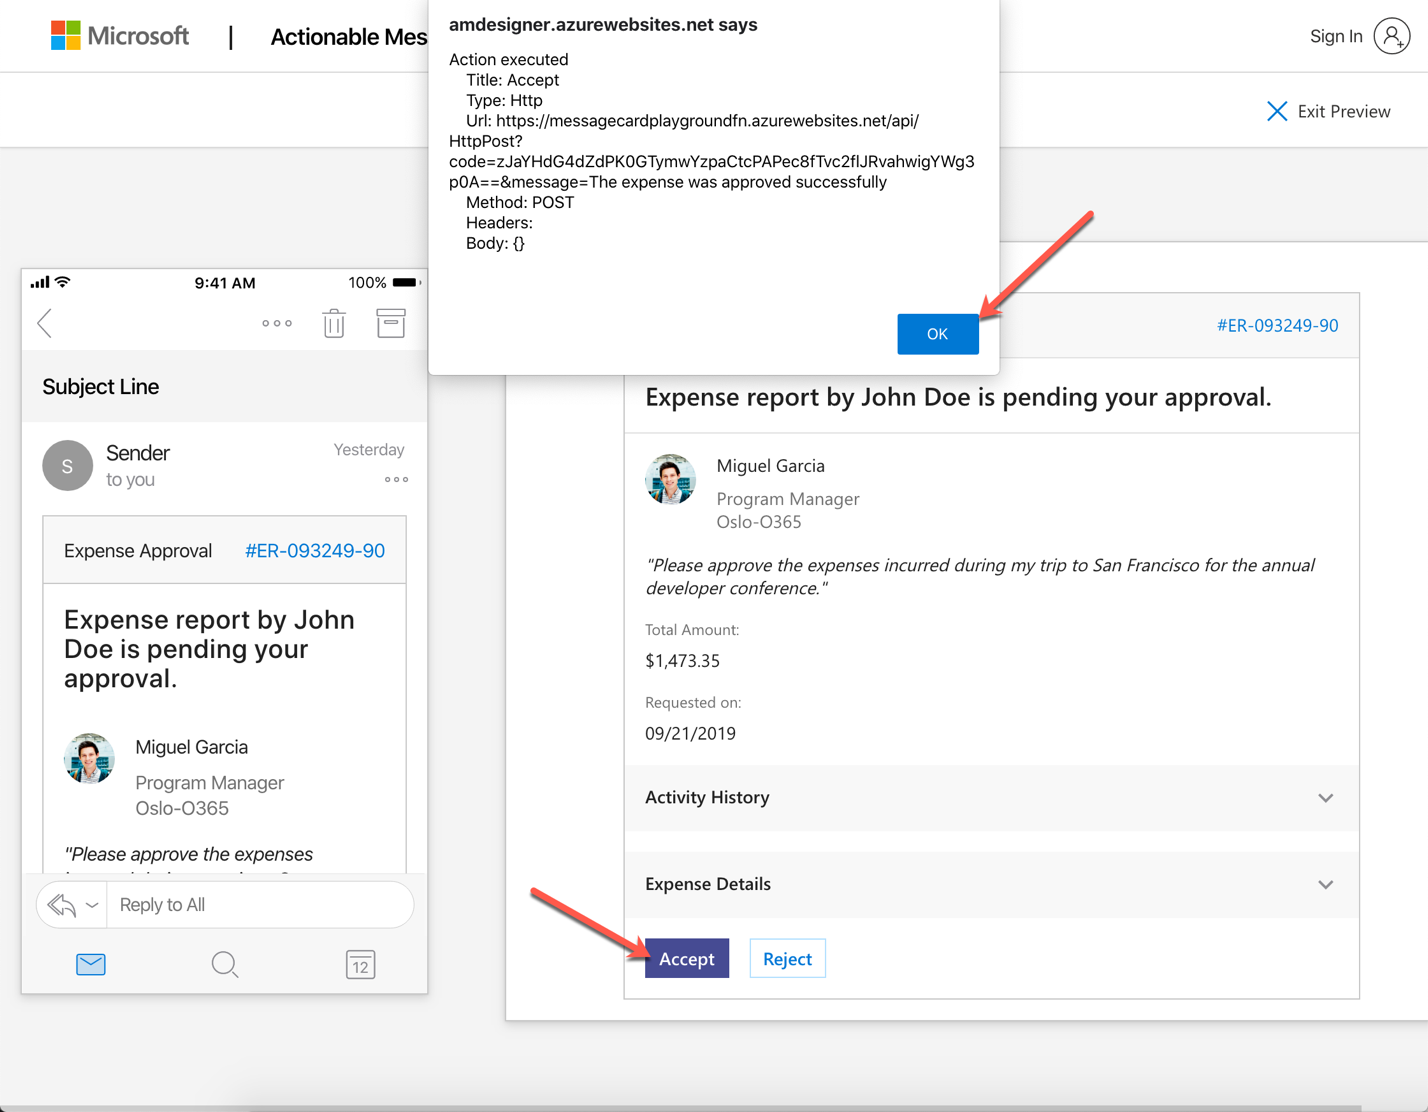 Microsoft | Actionable Mes
Sign In
Exit Preview
amdesigner.azurewebsites.net says
Action executed
Title: Accept
Type: Http
Url: https://messagecardplaygroundfn.azurewebsites.net/api/
HttpPost?
code=zJaYHdG4dZdPK0GTymwYzpaCtcPAPec8fTvc2flJRvahwigYWg3
p0A==&message=The expense was approved successfully
Method: POST
Headers:
Body: {}
OK
9:41 AM
100%
Subject Line
S
Sender
Yesterday
to you
Expense Approval #ER-093249-90
Expense report by John
Doe is pending your
approval.
Miguel Garcia
Program Manager
Oslo-O365
"Please approve the expenses
Reply to All
12
#ER-093249-90
Expense report by John Doe is pending your approval.
Miguel Garcia
Program Manager
Oslo-O365
"Please approve the expenses incurred during my trip to San Francisco for the annual
developer conference."
Total Amount:
$1,473.35
Requested on:
09/21/2019
Activity History
Expense Details
Accept
Reject